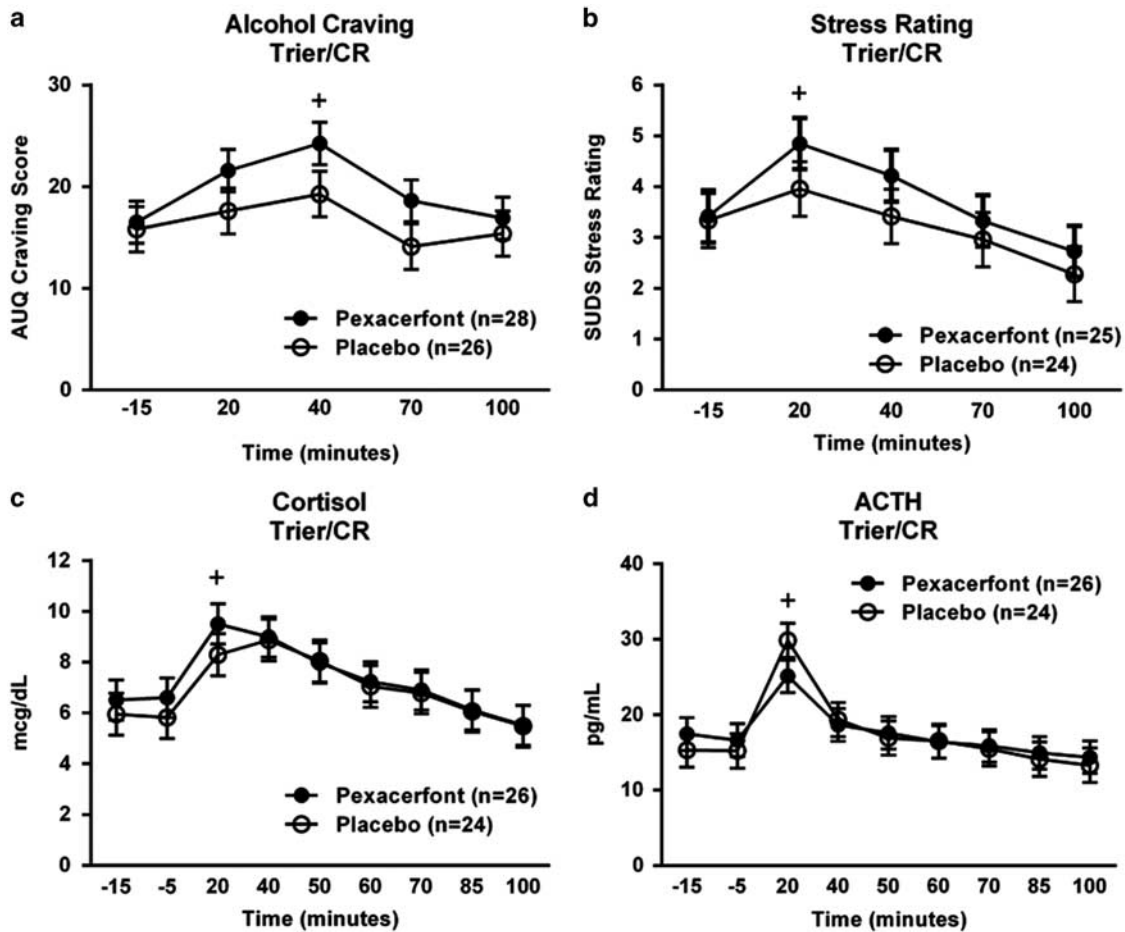 a
Alcohol Craving
Trier/CR
AUQ Craving Score
30
20
10
0
+
Pexacerfont (n=28)
Placebo (n=26)
-15 20 40 70 100
Time (minutes)
b
Stress Rating
Trier/CR
SUDS Stress Rating
6
5
4
3
2
1
0
+
Pexacerfont (n=25)
Placebo (n=24)
-15 20 40 70 100
Time (minutes)
c
Cortisol
Trier/CR
mcg/dL
12
10
8
6
4
2
0
+
Pexacerfont (n=26)
Placebo (n=24)
-15 -5 20 40 50 60 70 85 100
Time (minutes)
d
ACTH
Trier/CR
pg/mL
40
30
20
10
0
+
Pexacerfont (n=26)
Placebo (n=24)
-15 -5 20 40 50 60 70 85 100
Time (minutes)